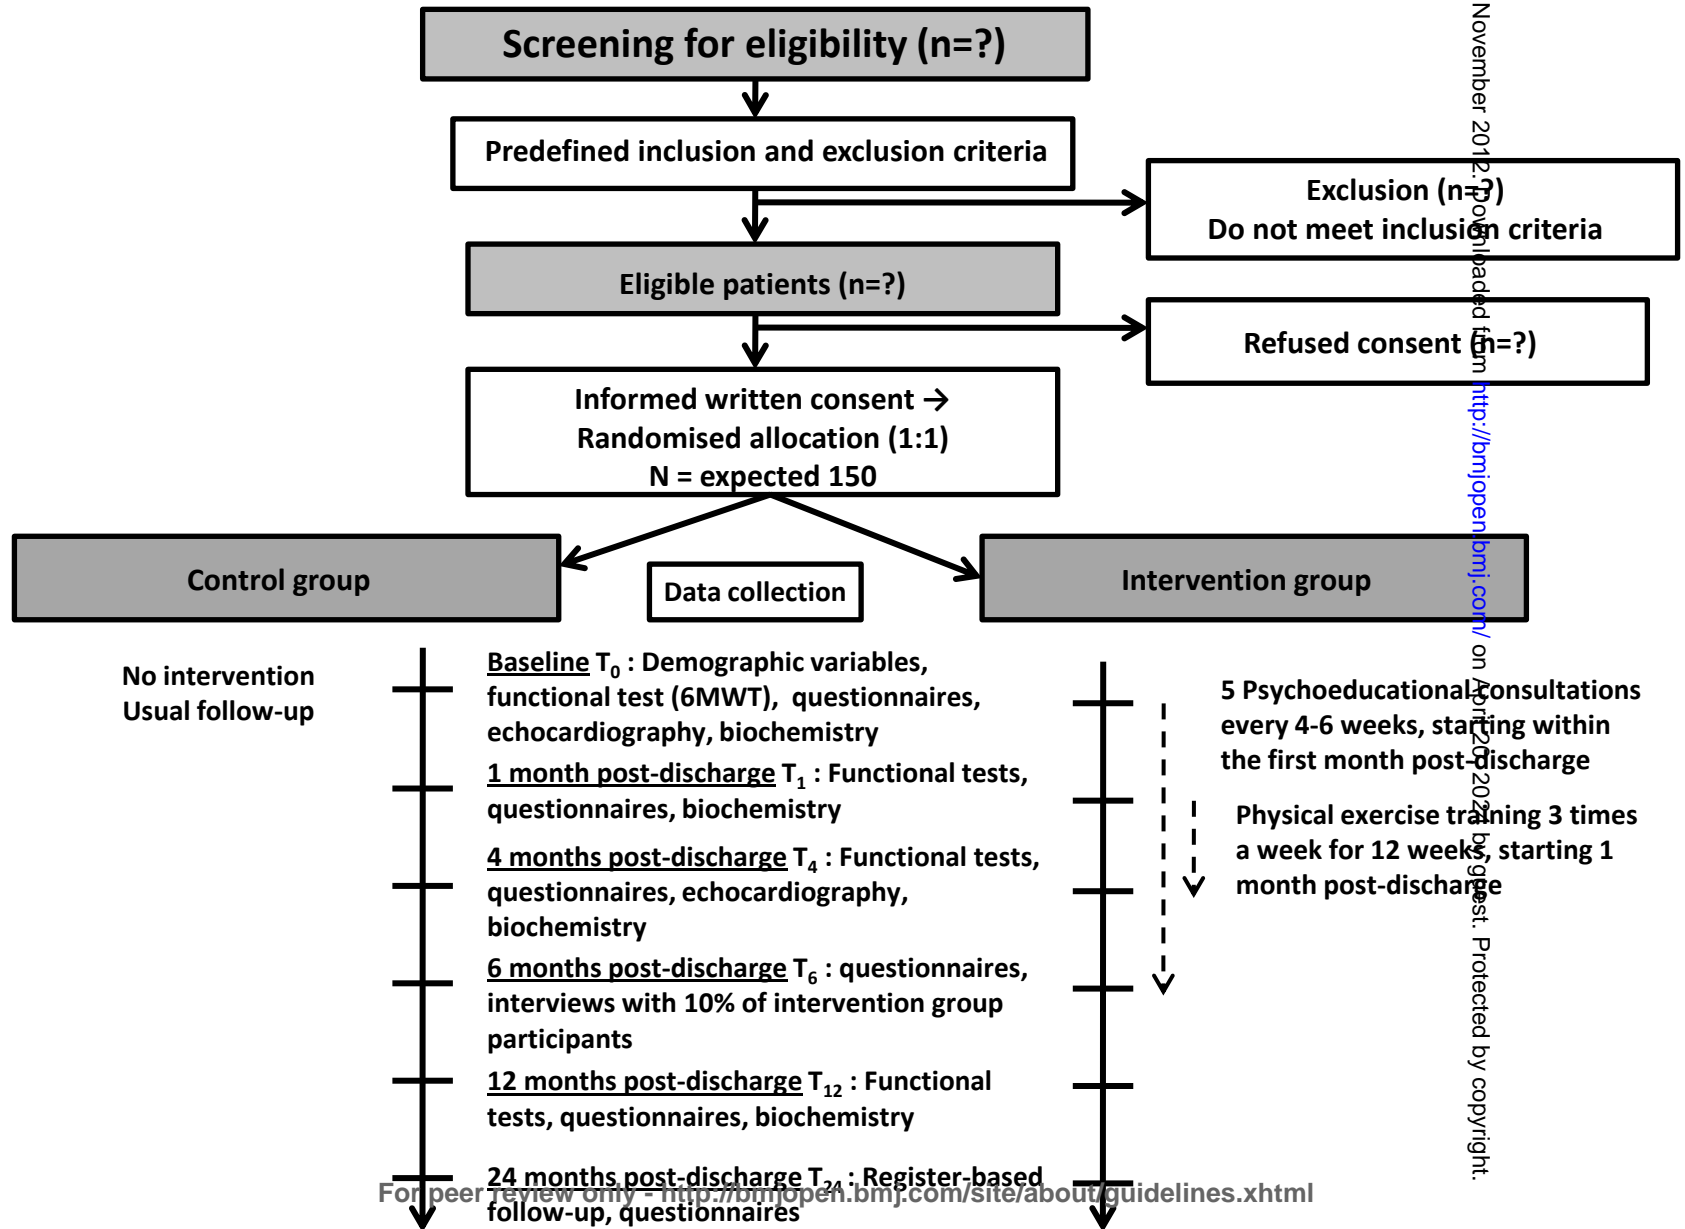 Screening for eligibility (n=?)
Predefined inclusion and exclusion criteria
Exclusion (n=?)
Do not meet inclusion criteria
Eligible patients (n=?)
Refused consent (n=?)
Informed written consent →
Randomised allocation (1:1)
N = expected 150
Control group
Data collection
Intervention group
No intervention
Usual follow-up
Baseline T0 : Demographic variables,
functional test (6MWT), questionnaires,
echocardiography, biochemistry
1 month post-discharge T1 : Functional tests,
questionnaires, biochemistry
4 months post-discharge T4 : Functional tests,
questionnaires, echocardiography,
biochemistry
6 months post-discharge T6 : questionnaires,
interviews with 10% of intervention group
participants
12 months post-discharge T12 : Functional
tests, questionnaires, biochemistry
24 months post-discharge T24 : Register-based
follow-up, questionnaires
5 Psychoeducational consultations
every 4-6 weeks, starting within
the first month post-discharge
Physical exercise training 3 times
a week for 12 weeks, starting 1
month post-discharge
For peer review only - http://bmjopen.bmj.com/site/about/guidelines.xhtml
November 2012. Downloaded from http://bmjopen.bmj.com/ on April 20, 2024 by guest. Protected by copyright.